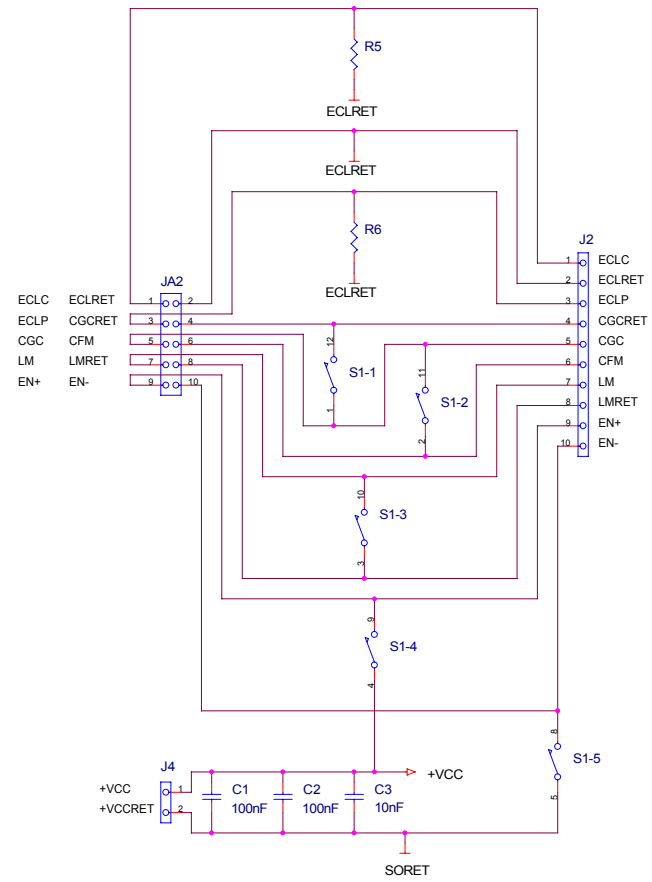 R5
ECLRET
ECLRET
R6
ECLRET
JA2
J2
ECLC ECLRET 1 2
ECLP CGCRET 3 4
CGC CFM 5 6
LM LMRET 7 8
EN+ EN- 9 10
1 ECLC
2 ECLRET
3 ECLP
4 CGCRET
5 CGC
6 CFM
7 LM
8 LMRET
9 EN+
10 EN-
12
S1-1
1
11
S1-2
2
10
S1-3
3
9
S1-4
4
8
S1-5
5
J4
+VCC 1
+VCCRET 2
+VCC
C1
100nF
C2
100nF
C3
10nF
SORET